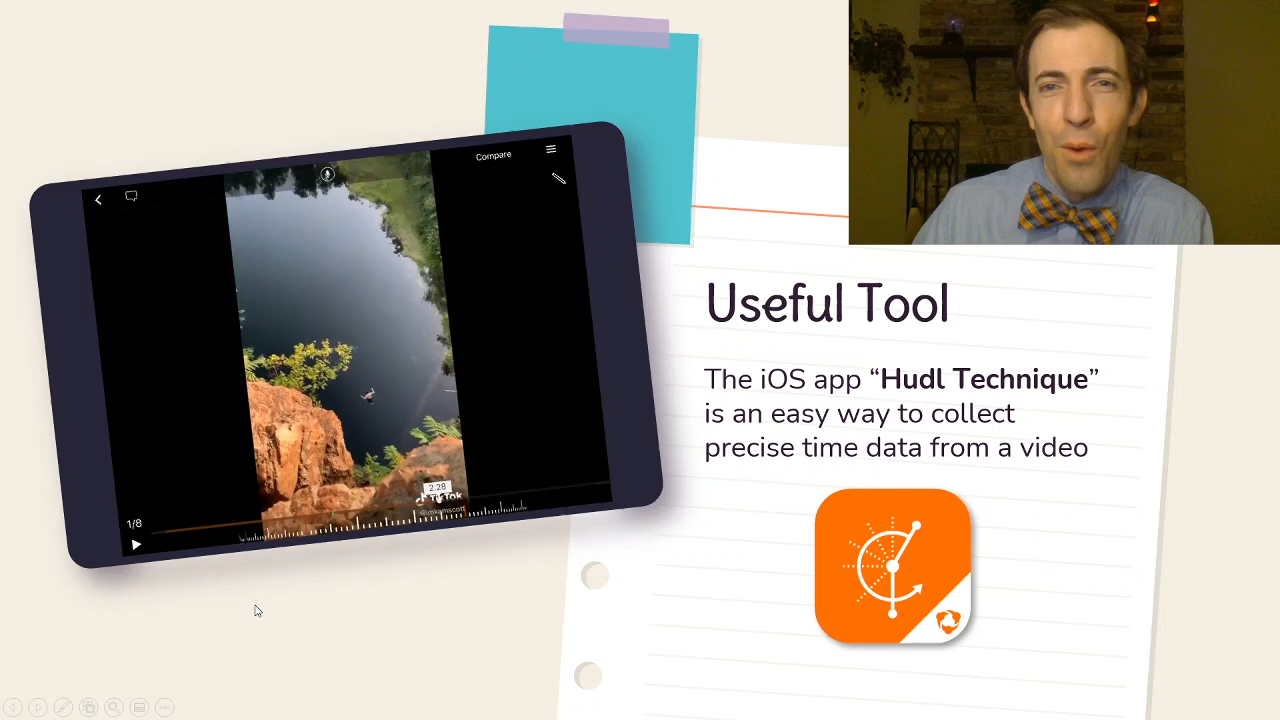 Compare
Useful Tool
The iOS app “Hudl Technique”
is an easy way to collect
precise time data from a video
2.28
TikTok
@imkamscott
1/8